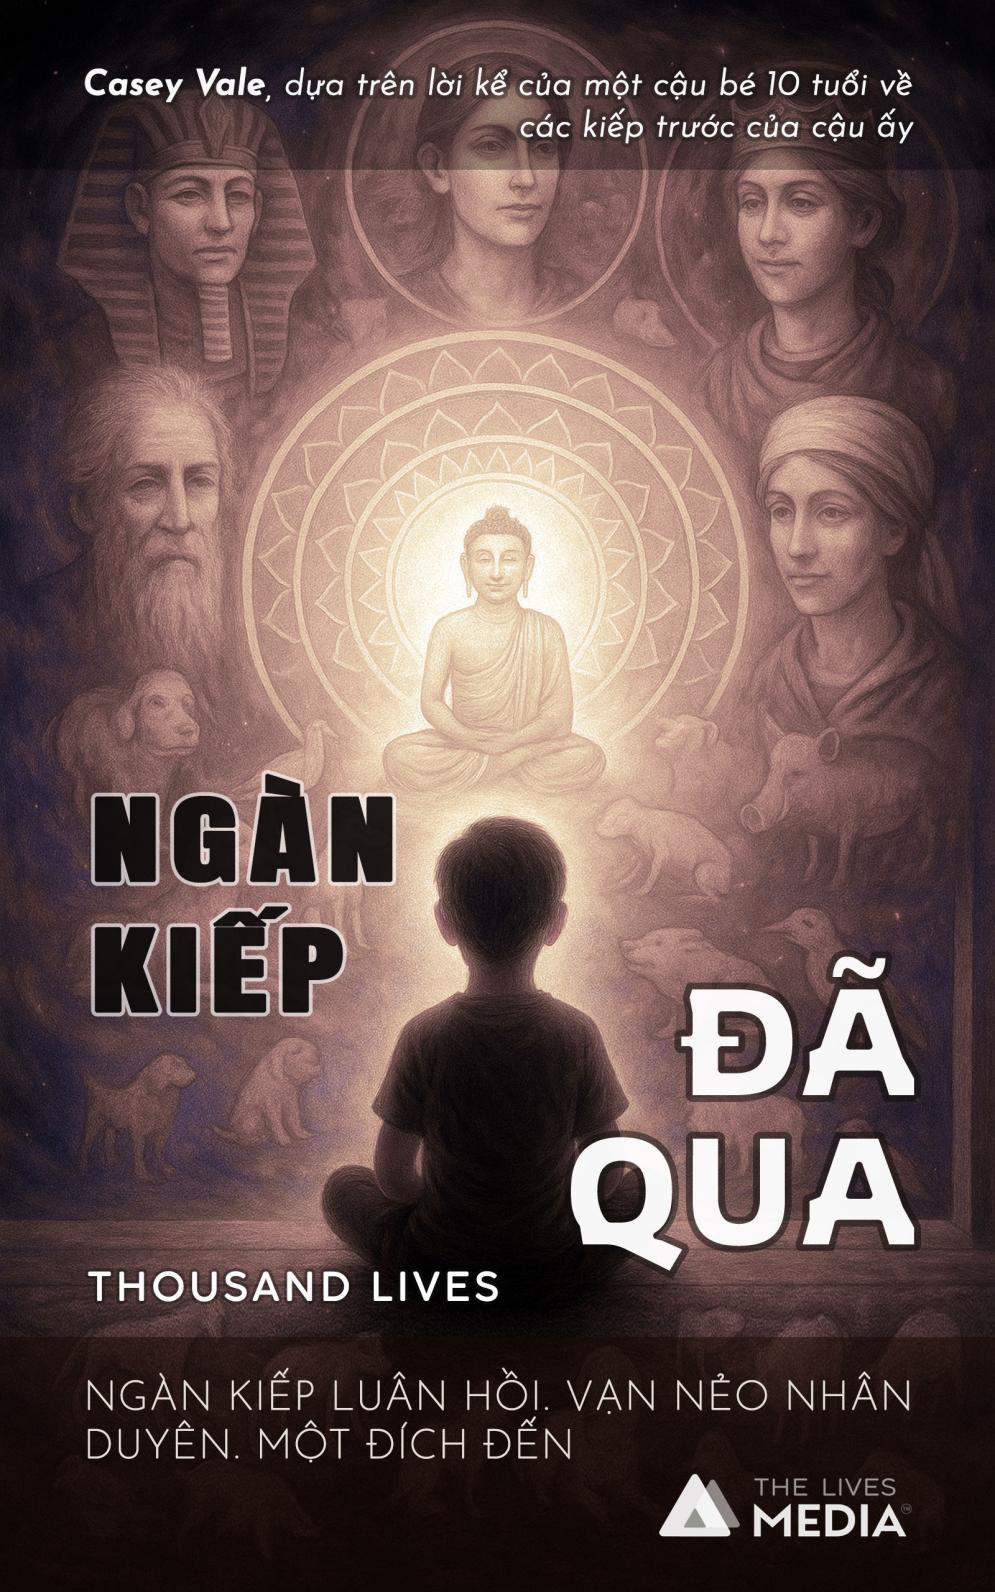 Casey Vale, dựa trên lời kể của một cậu bé 10 tuổi về
các kiếp trước của cậu ấy
NGÀN
KIẾP
ĐÃ
QUA
THOUSAND LIVES
NGÀN KIẾP LUÂN HỒI. VẠN NẺO NHÂN
DUYÊN. MỘT ĐÍCH ĐẾN
THE LIVES
MEDIA™